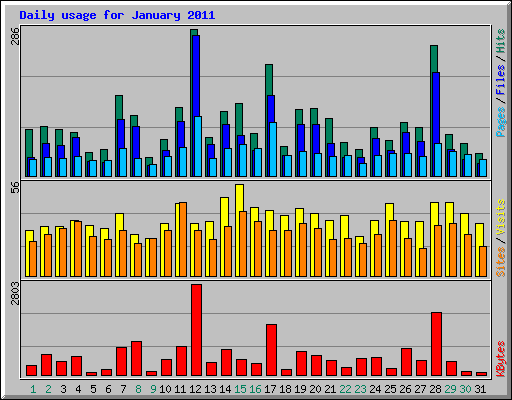 Daily usage for January 2011
286
Pages / Files / Hits
56
Sites / Visits
2803
KBytes
1 2 3 4 5 6 7 8 9 10 11 12 13 14 15 16 17 18 19 20 21 22 23 24 25 26 27 28 29 30 31